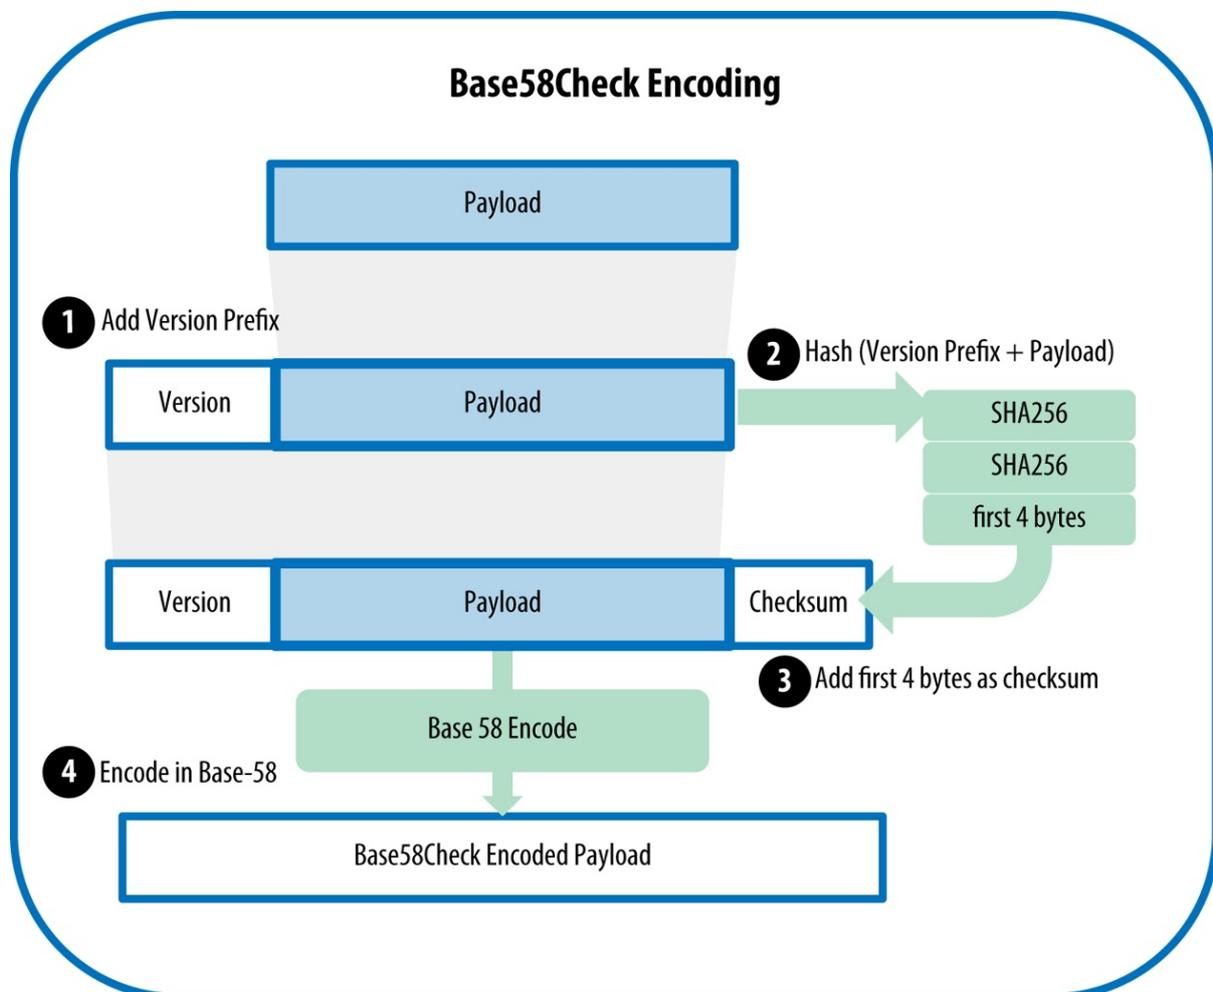 Base58Check Encoding
Payload
1 Add Version Prefix
2 Hash (Version Prefix + Payload)
Version Payload SHA256
SHA256
first 4 bytes
Version Payload Checksum
3 Add first 4 bytes as checksum
Base 58 Encode
4 Encode in Base-58
Base58Check Encoded Payload